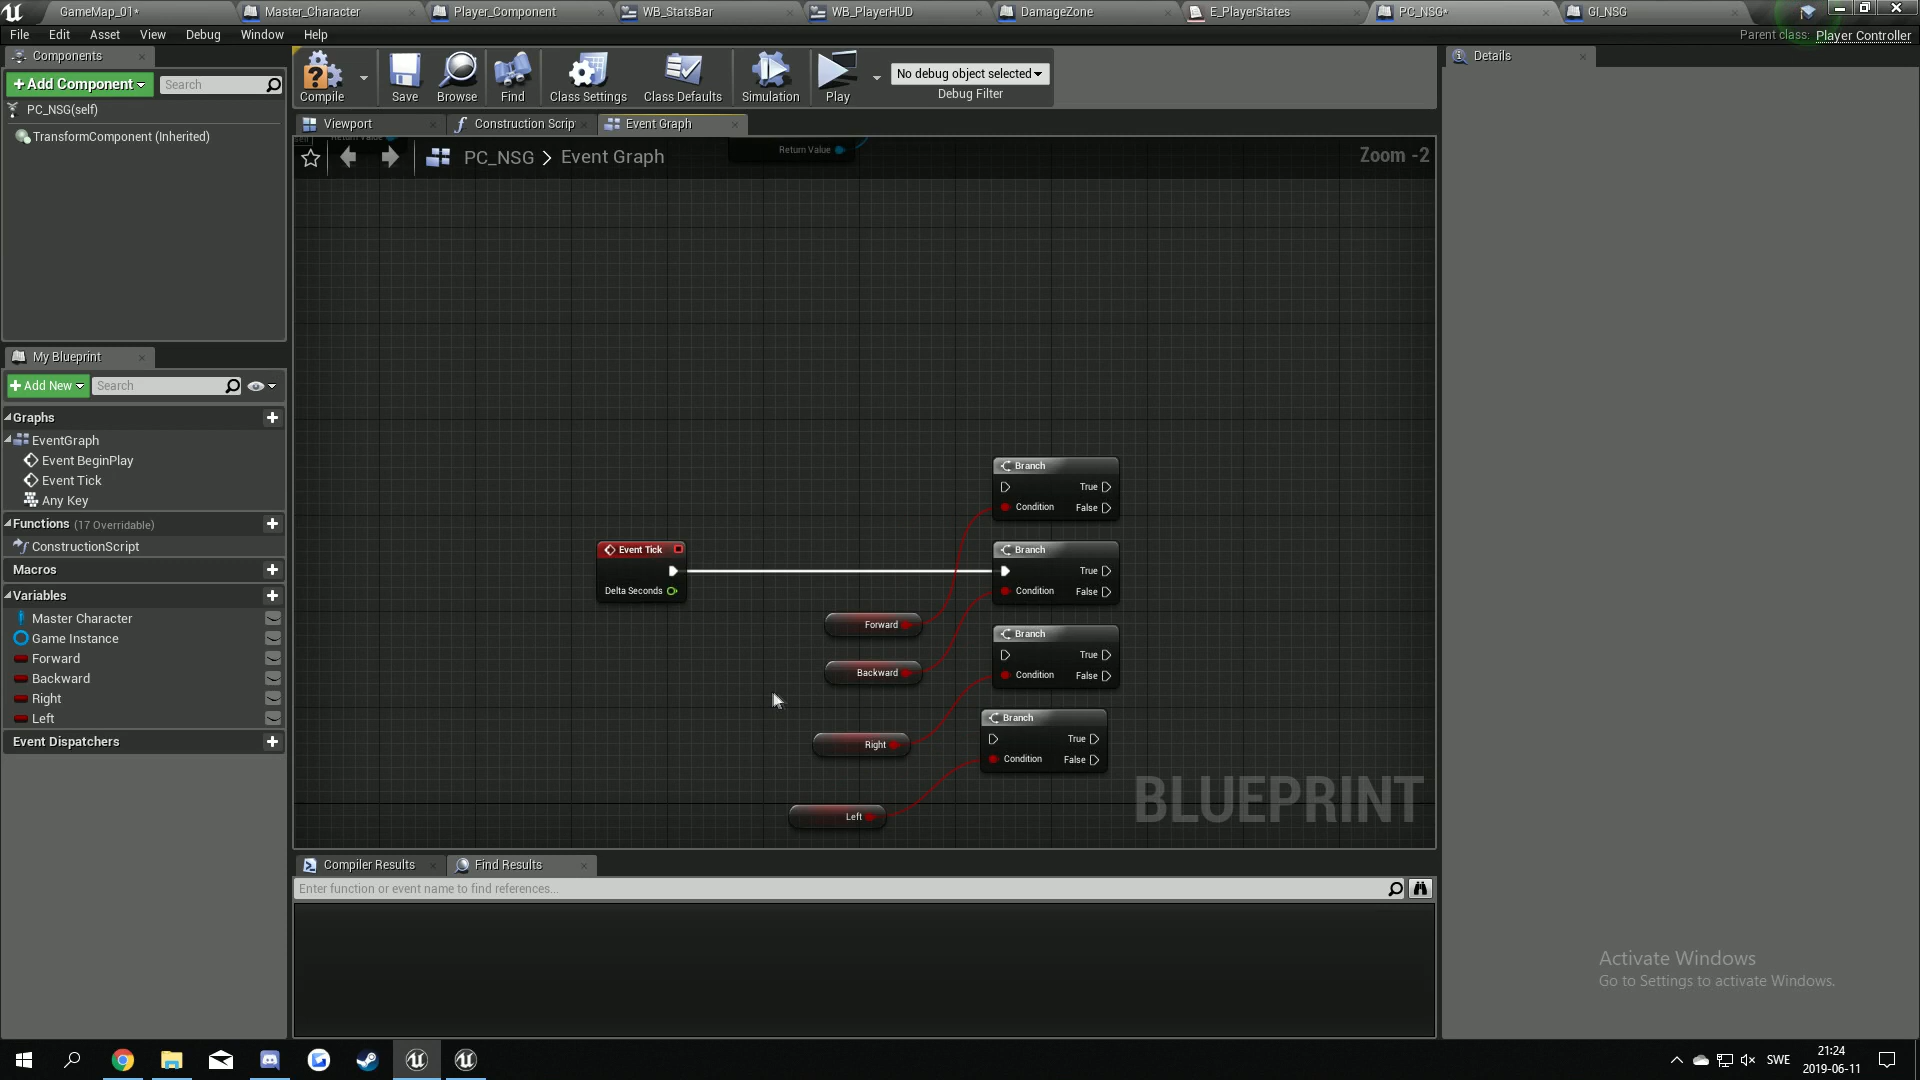 GameMap_01*
Master_Character
Player_Component
WB_StatsBar
WB_PlayerHUD
DamageZone
E_PlayerStates
PC_NSG*
GI_NSG
File Edit Asset View Debug Window Help
Parent class: Player Controller
Components
+Add Component
Search
PC_NSG(self)
TransformComponent (Inherited)
Compile
Save
Browse
Find
Class Settings
Class Defaults
Simulation
Play
No debug object selected
Debug Filter
Details
Viewport
Construction Scrip
Event Graph
Return Value
Return Value
PC_NSG > Event Graph
Zoom -2
My Blueprint
+Add New
Search
Graphs
EventGraph
Event BeginPlay
Event Tick
Any Key
Functions (17 Overridable)
ConstructionScript
Macros
Variables
Master Character
Game Instance
Forward
Backward
Right
Left
Event Dispatchers
Event Tick
Delta Seconds
Forward
Backward
Right
Left
Branch
True
Condition False
Branch
True
Condition False
Branch
True
Condition False
Branch
True
Condition False
BLUEPRINT
Compiler Results
Find Results
Enter function or event name to find references...
Activate Windows
Go to Settings to activate Windows.
SWE
21:24
2019-06-11